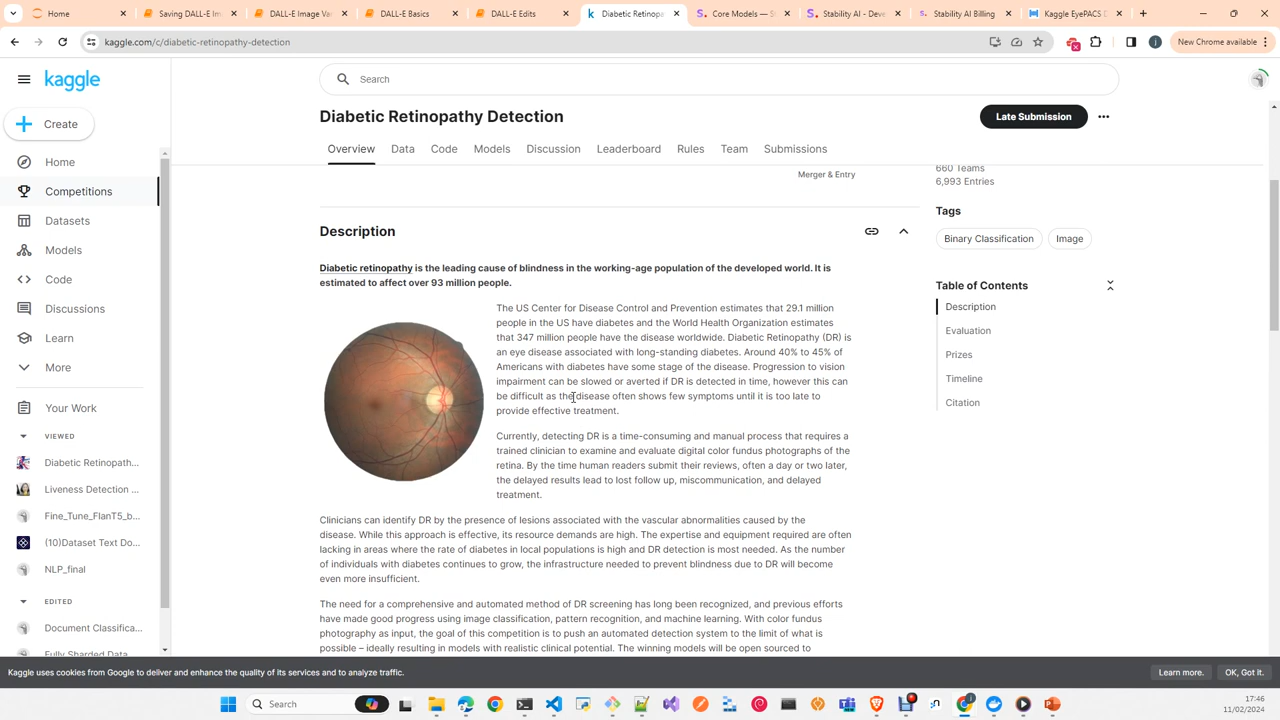 Home
Saving DALL-E Im
DALL-E Image Va
DALL-E Basics
DALL-E Edits
Diabetic Retinopa
Core Models — S
Stability AI - Deve
Stability AI Billing
Kaggle EyePACS D
kaggle.com/c/diabetic-retinopathy-detection
New Chrome available
kaggle
Search
Create
Home
Competitions
Datasets
Models
Code
Discussions
Learn
More
Your Work
VIEWED
Diabetic Retinopath...
Liveness Detection ...
Fine_Tune_FlanT5_b...
(10)Dataset Text Do...
NLP_final
EDITED
Document Classifica...
Fully Sharded Data
Diabetic Retinopathy Detection
Late Submission
Overview
Data
Code
Models
Discussion
Leaderboard
Rules
Team
Submissions
Merger & Entry
660 Teams
6,993 Entries
Tags
Binary Classification
Image
Table of Contents
Description
Evaluation
Prizes
Timeline
Citation
Description
Diabetic retinopathy is the leading cause of blindness in the working-age population of the developed world. It is
estimated to affect over 93 million people.
The US Center for Disease Control and Prevention estimates that 29.1 million
people in the US have diabetes and the World Health Organization estimates
that 347 million people have the disease worldwide. Diabetic Retinopathy (DR) is
an eye disease associated with long-standing diabetes. Around 40% to 45% of
Americans with diabetes have some stage of the disease. Progression to vision
impairment can be slowed or averted if DR is detected in time, however this can
be difficult as the disease often shows few symptoms until it is too late to
provide effective treatment.
Currently, detecting DR is a time-consuming and manual process that requires a
trained clinician to examine and evaluate digital color fundus photographs of the
retina. By the time human readers submit their reviews, often a day or two later,
the delayed results lead to lost follow up, miscommunication, and delayed
treatment.
Clinicians can identify DR by the presence of lesions associated with the vascular abnormalities caused by the
disease. While this approach is effective, its resource demands are high. The expertise and equipment required are often
lacking in areas where the rate of diabetes in local populations is high and DR detection is most needed. As the number
of individuals with diabetes continues to grow, the infrastructure needed to prevent blindness due to DR will become
even more insufficient.
The need for a comprehensive and automated method of DR screening has long been recognized, and previous efforts
have made good progress using image classification, pattern recognition, and machine learning. With color fundus
photography as input, the goal of this competition is to push an automated detection system to the limit of what is
possible – ideally resulting in models with realistic clinical potential. The winning models will be open sourced to
Kaggle uses cookies from Google to deliver and enhance the quality of its services and to analyze traffic.
Learn more.
OK, Got it.
Search
17:46
11/02/2024